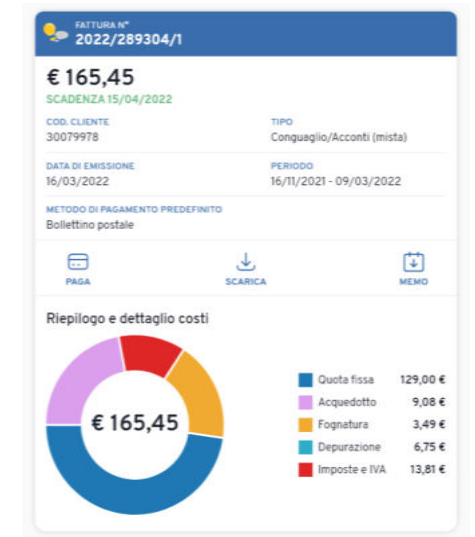 FATTURA N°
2022/289304/1
€ 165,45
SCADENZA 15/04/2022
COD. CLIENTE
30079978
TIPO
Conguaglio/Acconti (mista)
DATA DI EMISSIONE
16/03/2022
PERIODO
16/11/2021 - 09/03/2022
METODO DI PAGAMENTO PREDEFINITO
Bollettino postale
PAGA
SCARICA
MEMO
Riepilogo e dettaglio costi
€ 165,45
Quota fissa 129,00 €
Acquedotto 9,08 €
Fognatura 3,49 €
Depurazione 6,75 €
Imposte e IVA 13,81 €